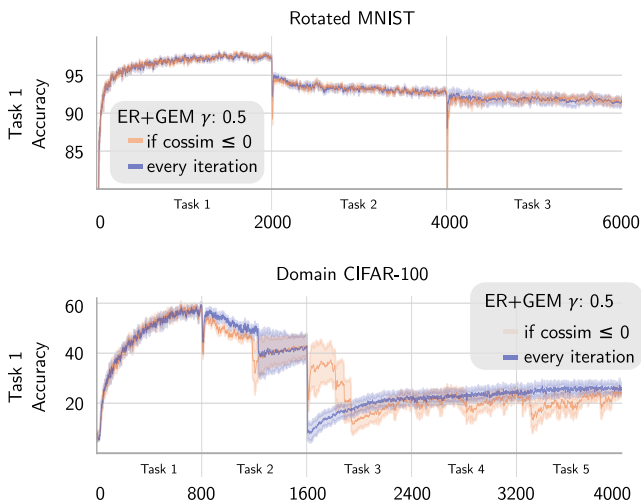 Rotated MNIST
Task 1
Accuracy
95
90
85
ER+GEM γ: 0.5
if cossim ≤ 0
every iteration
Task 1
Task 2
Task 3
0
2000
4000
6000
Domain CIFAR-100
Task 1
Accuracy
60
40
20
ER+GEM γ: 0.5
if cossim ≤ 0
every iteration
Task 1
Task 2
Task 3
Task 4
Task 5
0
800
1600
2400
3200
4000